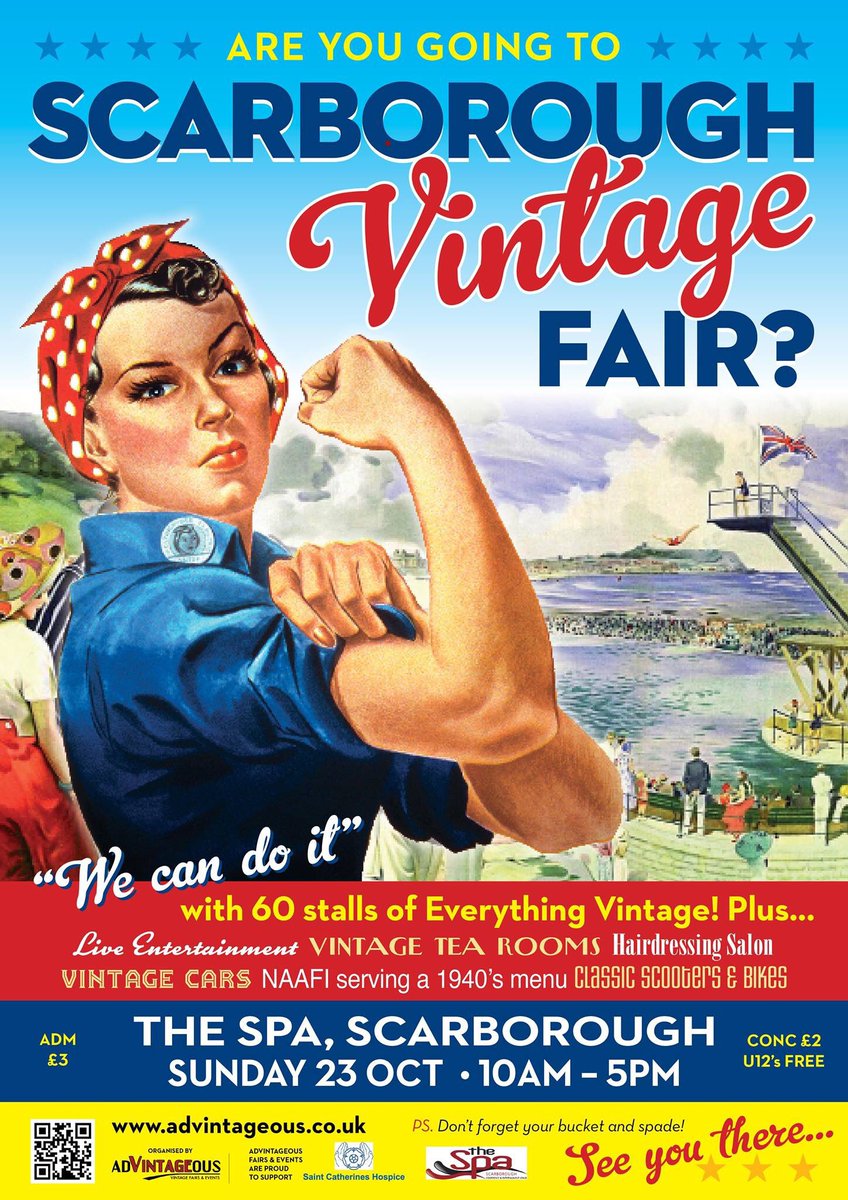 ARE YOU GOING TO
SCARBOROUGH
Vintage
FAIR?
"We can do it"
with 60 stalls of Everything Vintage! Plus...
Live Entertainment VINTAGE TEA ROOMS Hairdressing Salon
VINTAGE CARS NAAFI serving a 1940's menu CLASSIC SCOOTERS & BIKES
ADM
£3
THE SPA, SCARBOROUGH
SUNDAY 23 OCT • 10AM – 5PM
CONC £2
U12's FREE
www.advintageous.co.uk
PS. Don't forget your bucket and spade!
See you there...
ORGANISED BY
ADVINTAGEOUS
VINTAGE FAIRS & EVENTS
ADVINTAGEOUS
FAIRS & EVENTS
ARE PROUD
TO SUPPORT
Saint Catherines Hospice
the
Spa
SCARBOROUGH